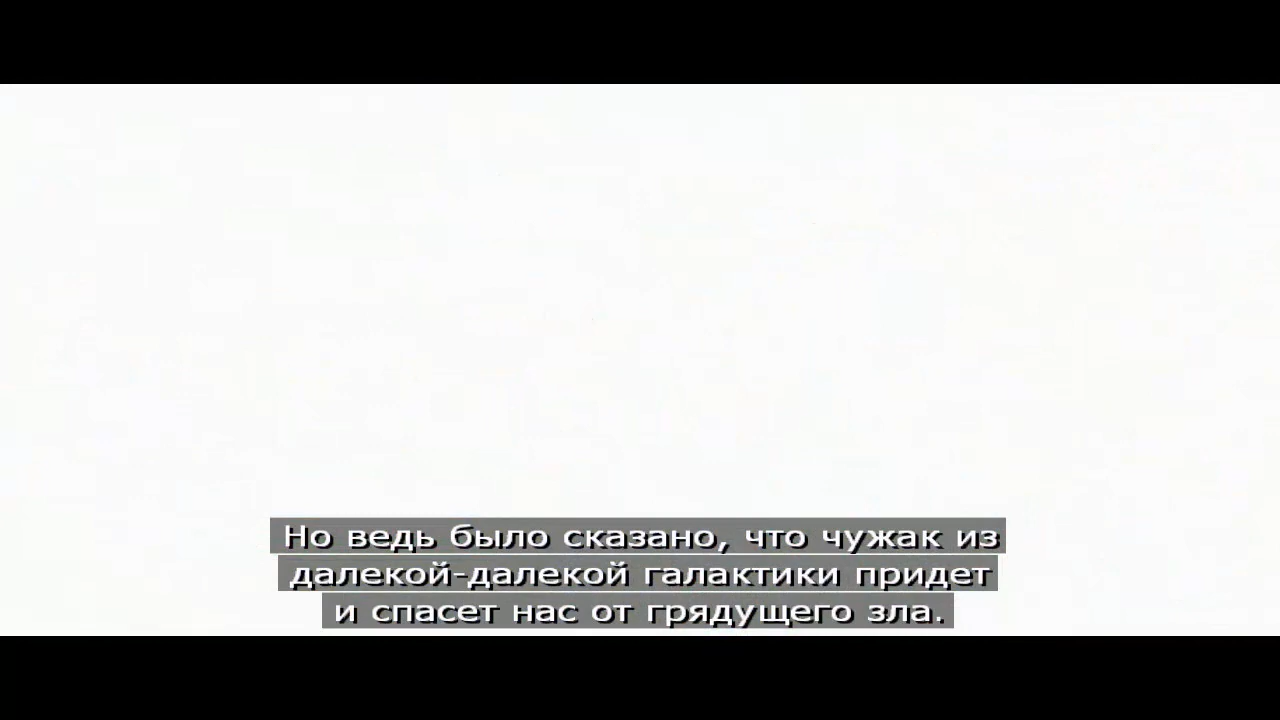 Но ведь было сказано, что чужак из
далекой-далекой галактики придет
и спасет нас от грядущего зла.